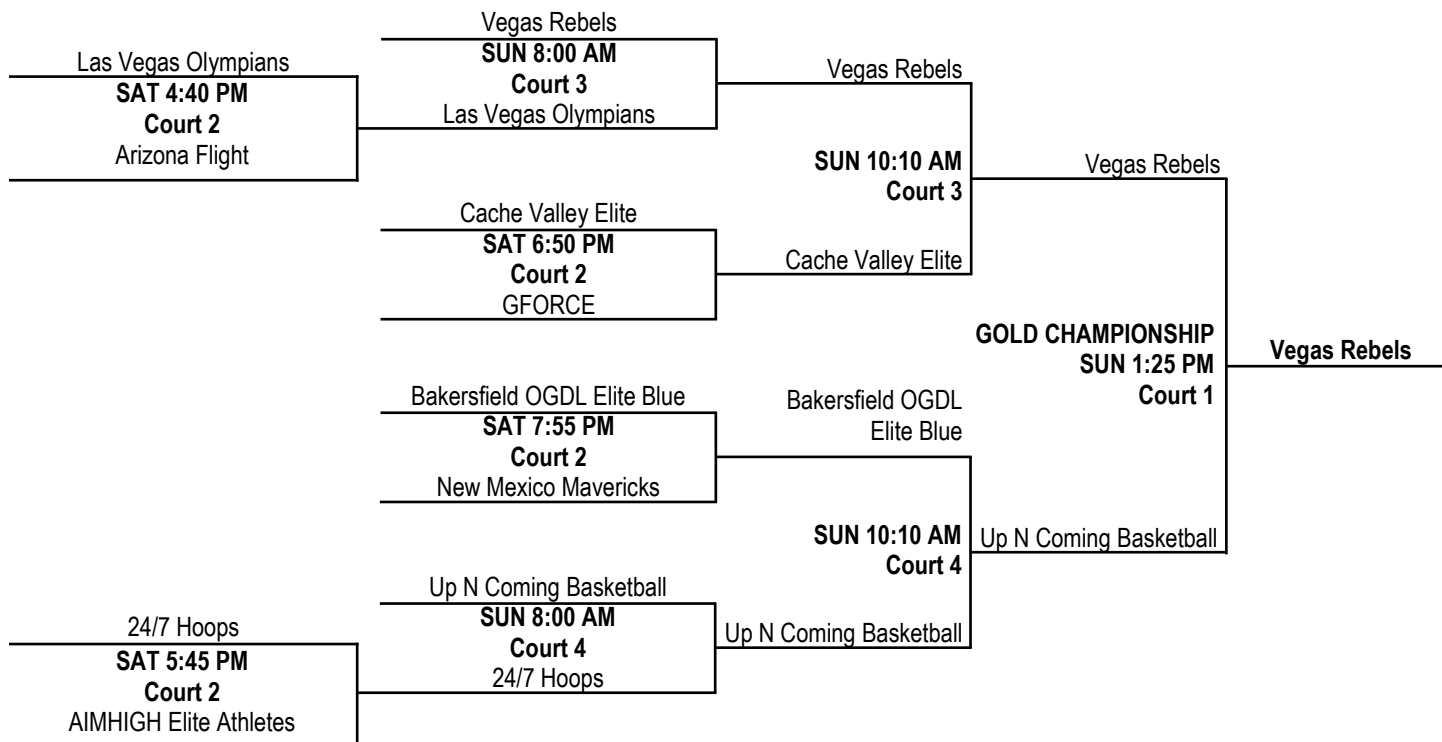 Las Vegas Olympians
SAT 4:40 PM
Court 2
Arizona Flight
Vegas Rebels
SUN 8:00 AM
Court 3
Las Vegas Olympians
Cache Valley Elite
SAT 6:50 PM
Court 2
GFORCE
Bakersfield OGDL Elite Blue
SAT 7:55 PM
Court 2
New Mexico Mavericks
24/7 Hoops
SAT 5:45 PM
Court 2
AIMHIGH Elite Athletes
Up N Coming Basketball
SUN 8:00 AM
Court 4
24/7 Hoops
Vegas Rebels
SUN 10:10 AM
Court 3
Cache Valley Elite
Bakersfield OGDL
Elite Blue
SUN 10:10 AM
Court 4
Up N Coming Basketball
Vegas Rebels
GOLD CHAMPIONSHIP
SUN 1:25 PM
Court 1
Up N Coming Basketball
Vegas Rebels